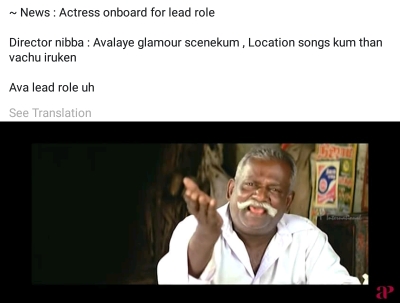 ~ News : Actress onboard for lead role
Director nibba : Avalaye glamour scenekum , Location songs kum than
vachu iruken
Ava lead role uh
See Translation